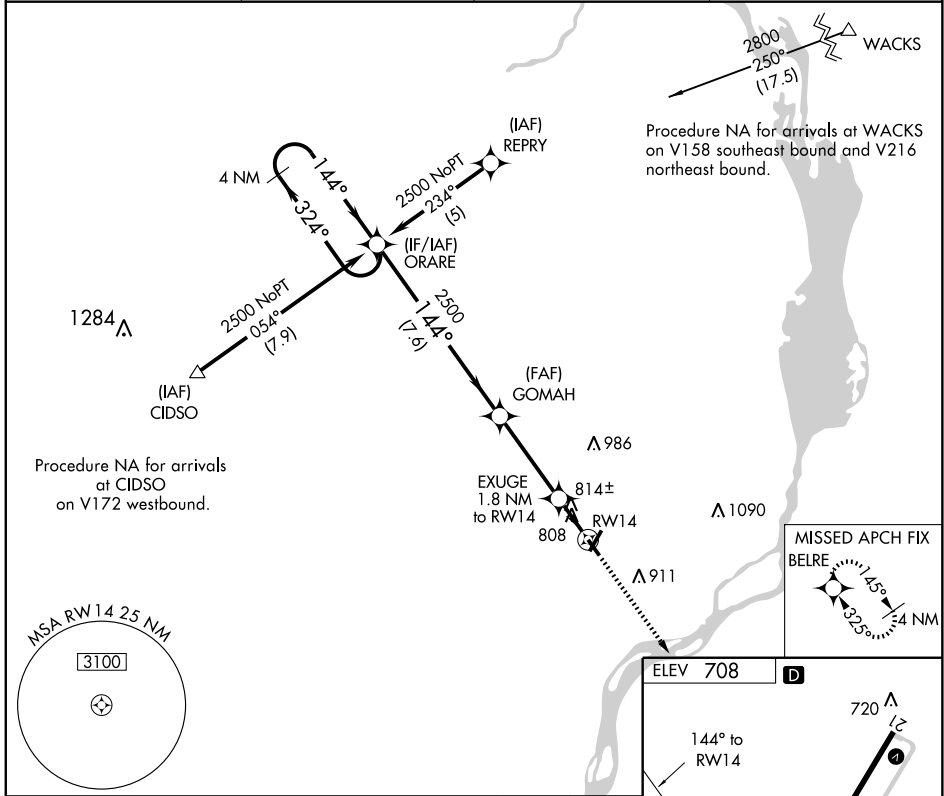 2800
250°
(17.5)
WACKS
Procedure NA for arrivals at WACKS
on V158 southeast bound and V216
northeast bound.
(IAF)
REPRY
2500 NoPT
234°
(5)
4 NM
144°
324°
(IF/IAF)
ORARE
2500 NoPT
054°
(7.9)
1284
(IAF)
CIDSO
2500
144°
(7.6)
(FAF)
GOMAH
Procedure NA for arrivals
at CIDSO
on V172 westbound.
986
EXUGE
1.8 NM
to RW14
814±
808
RW14
1090
911
MISSED APCH FIX
BELRE
145°
325°
4 NM
MSA RW14 25 NM
3100
ELEV 708
D
720
21
A
144° to
RW14